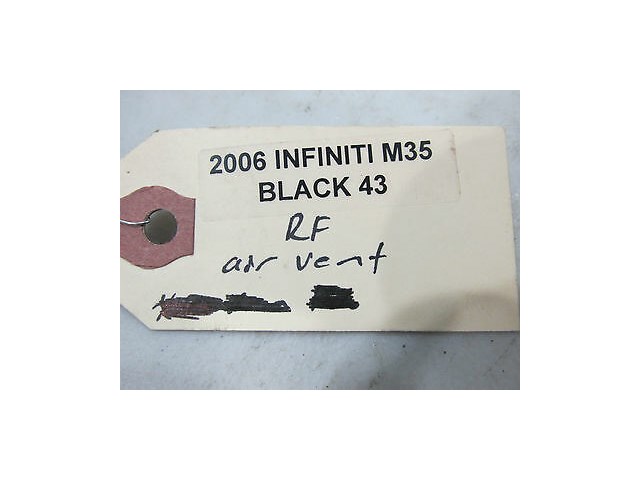 2006 INFINITI M35
BLACK 43
RF
air vent